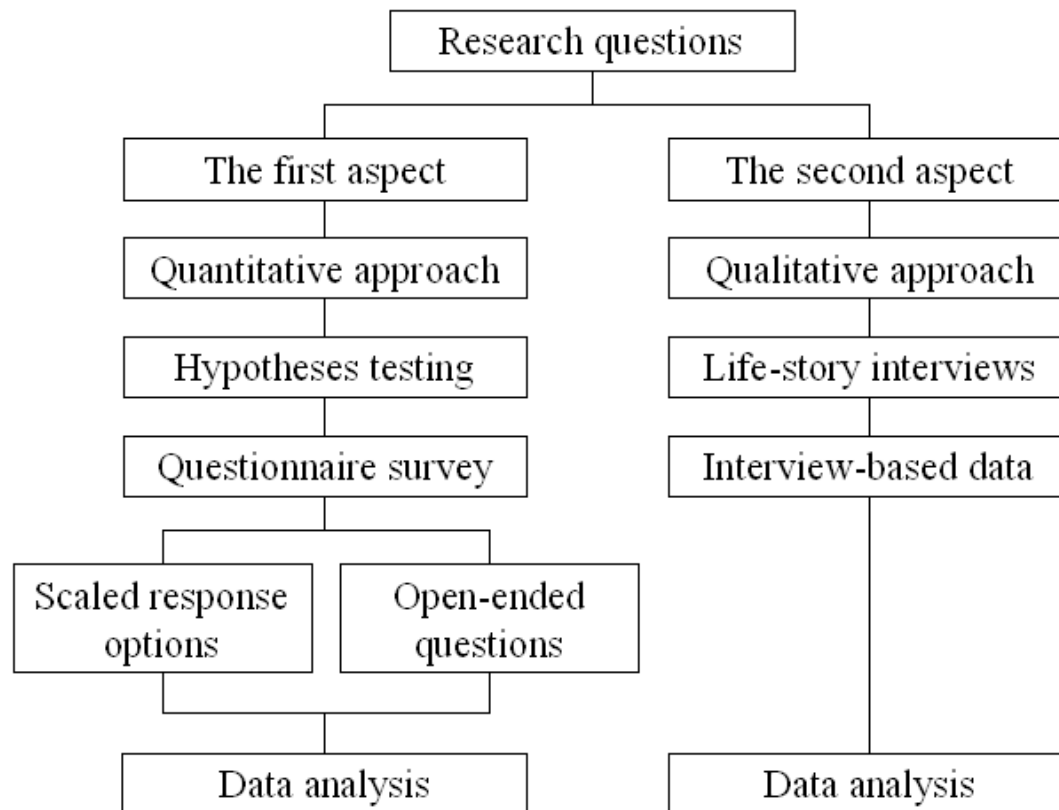 Research questions
The first aspect
The second aspect
Quantitative approach
Qualitative approach
Hypotheses testing
Life-story interviews
Questionnaire survey
Interview-based data
Scaled response
options
Open-ended
questions
Data analysis
Data analysis